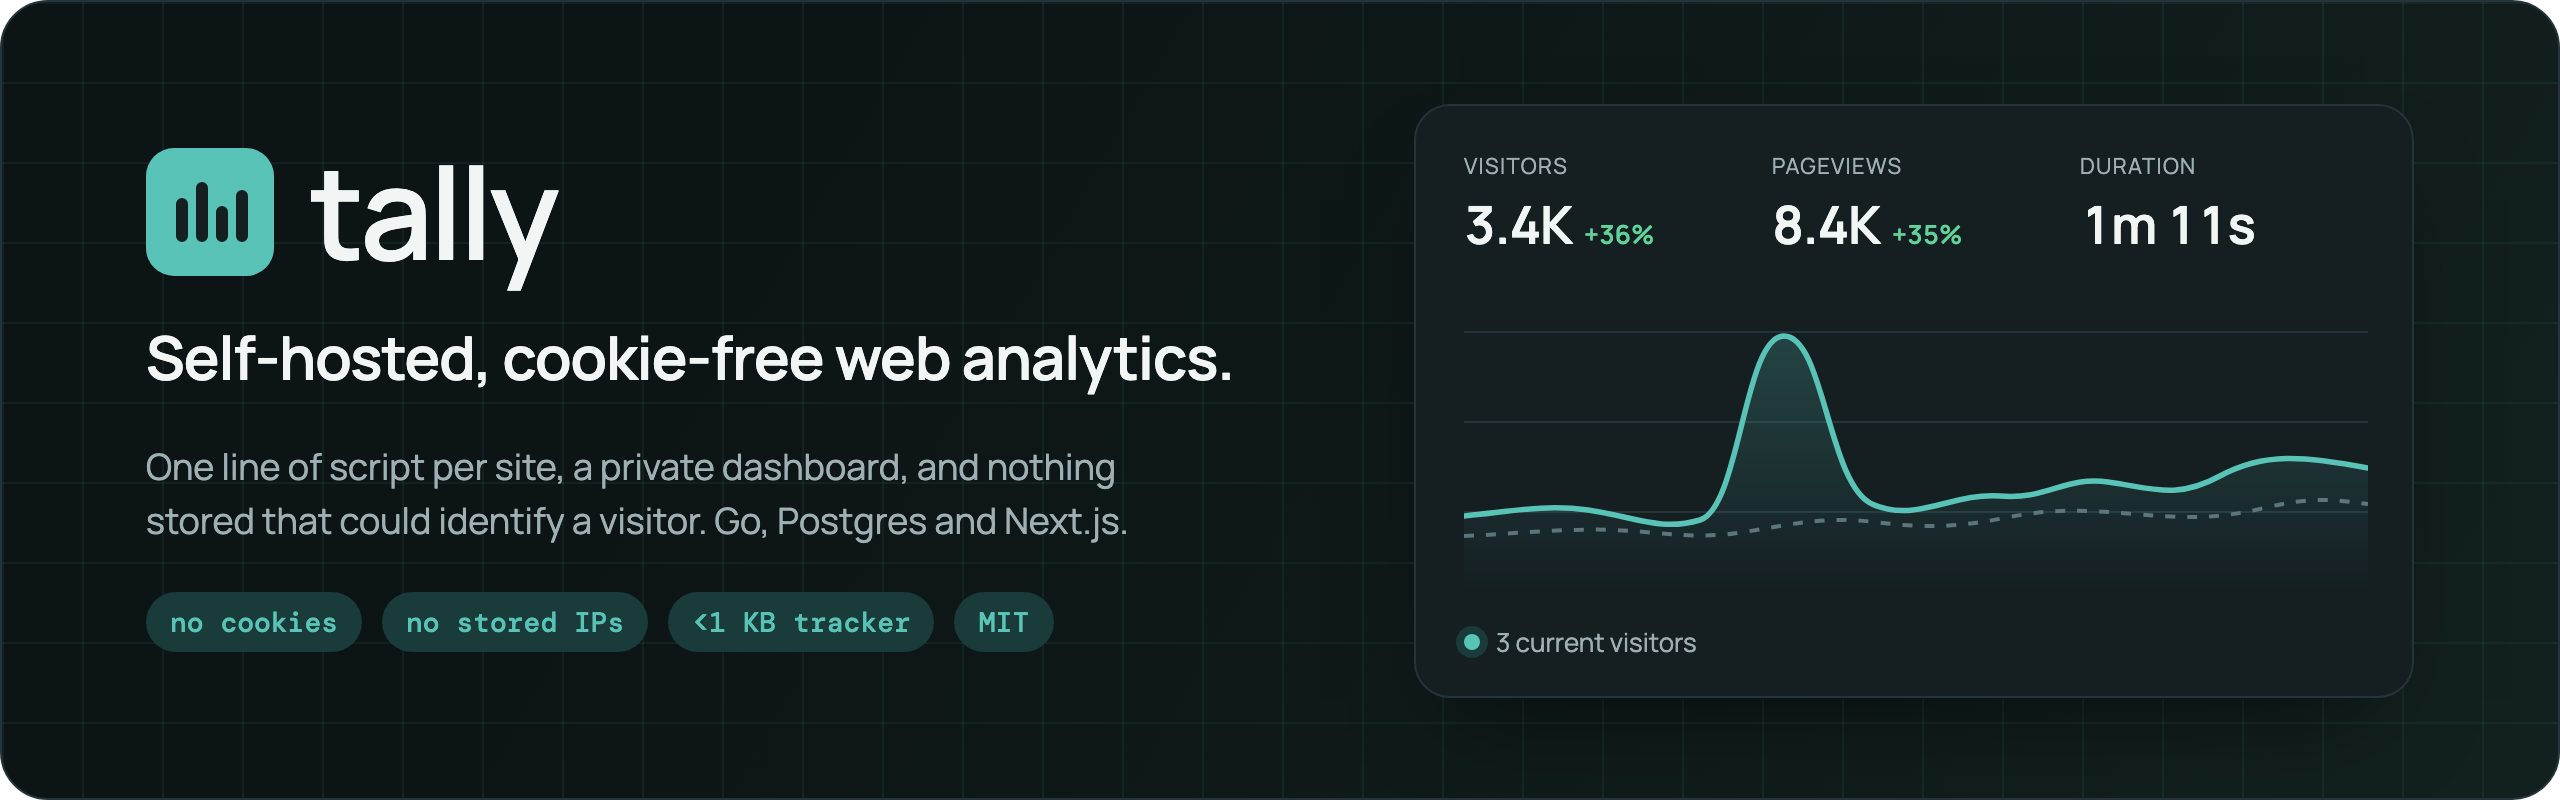 tally
Self-hosted, cookie-free web analytics.
One line of script per site, a private dashboard, and nothing
stored that could identify a visitor. Go, Postgres and Next.js.
no cookies
no stored IPs
<1 KB tracker
MIT
VISITORS
3.4K +36%
PAGEVIEWS
8.4K +35%
DURATION
1m 11s
3 current visitors